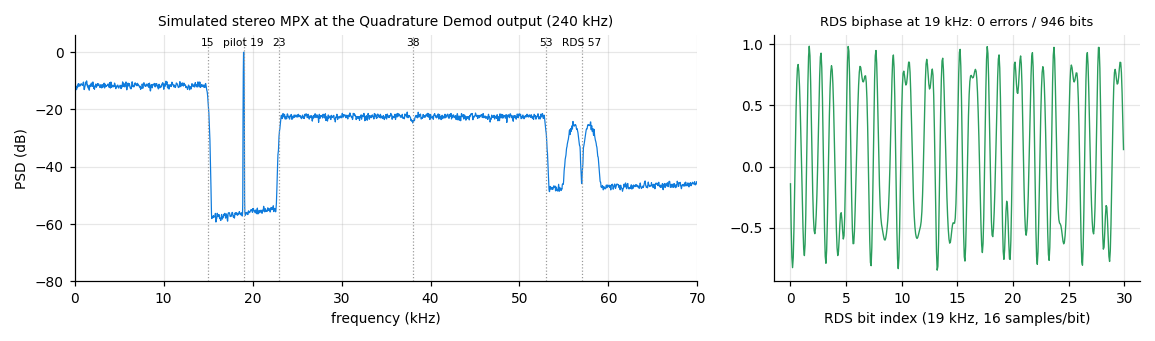 Simulated stereo MPX at the Quadrature Demod output (240 kHz)
15 pilot 19 23 38 53 RDS 57
0
−20
−40
−60
−80
PSD (dB)
0 10 20 30 40 50 60 70
frequency (kHz)
RDS biphase at 19 kHz: 0 errors / 946 bits
1.0
0.5
0.0
−0.5
0 5 10 15 20 25 30
RDS bit index (19 kHz, 16 samples/bit)